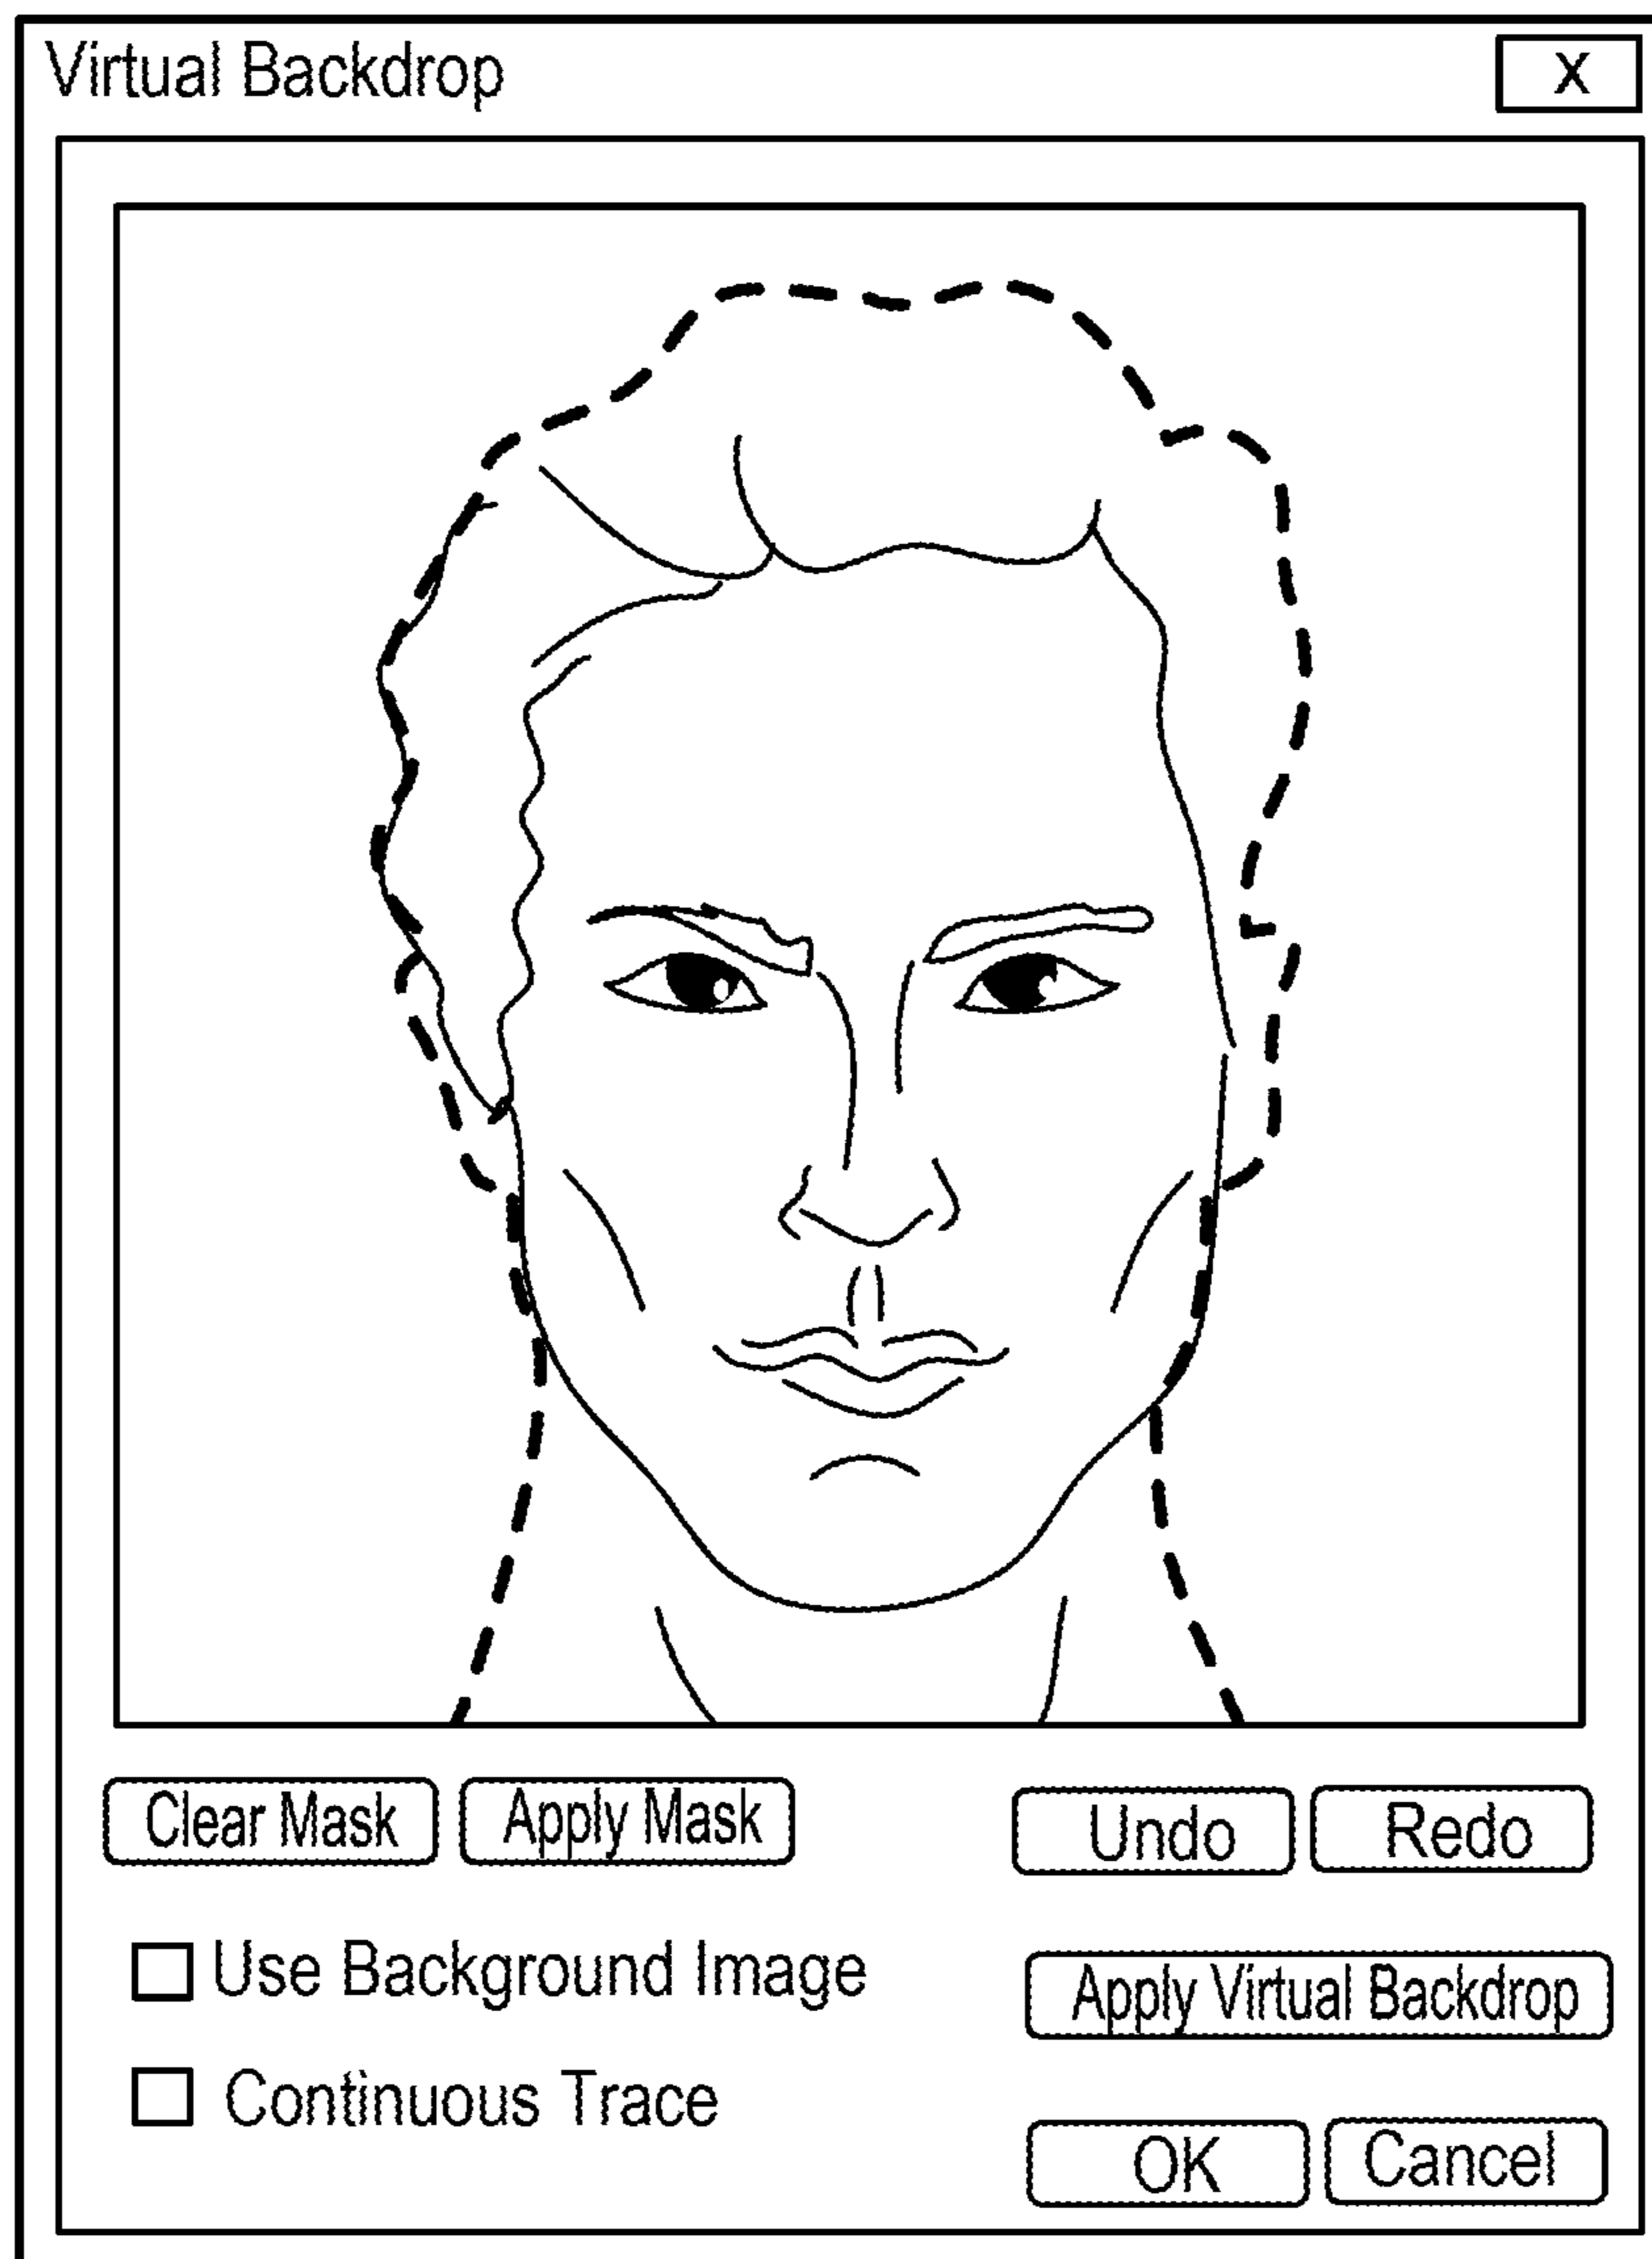 Virtual Backdrop X
Clear Mask Apply Mask Undo Redo
Use Background Image Apply Virtual Backdrop
Continuous Trace
OK Cancel